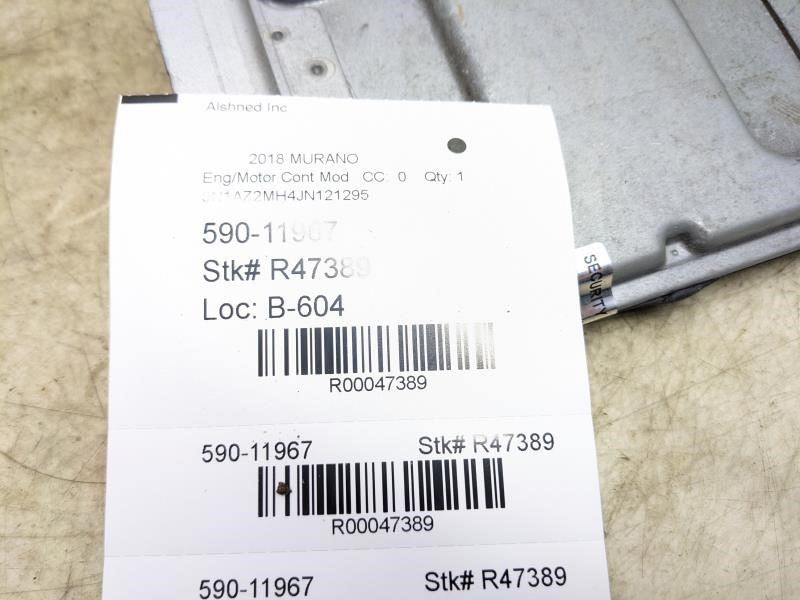 Alshned Inc
2018 MURANO
Eng/Motor Cont Mod CC: 0 Qty: 1
5N1AZ2MH4JN121295
590-11967
Stk# R47389
Loc: B-604
R00047389
SECURITY
590-11967 Stk# R47389
R00047389
590-11967 Stk# R47389